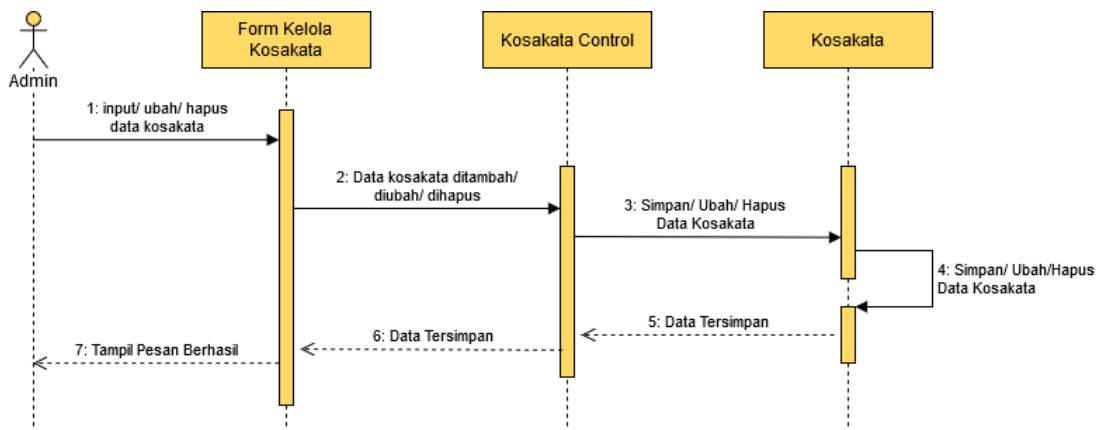 Form Kelola
Kosakata
Kosakata Control
Kosakata
Admin
1: input/ ubah/ hapus
data kosakata
2: Data kosakata ditambah/
diubah/ dihapus
3: Simpan/ Ubah/ Hapus
Data Kosakata
4: Simpan/ Ubah/Hapus
Data Kosakata
5: Data Tersimpan
6: Data Tersimpan
7: Tampil Pesan Berhasil